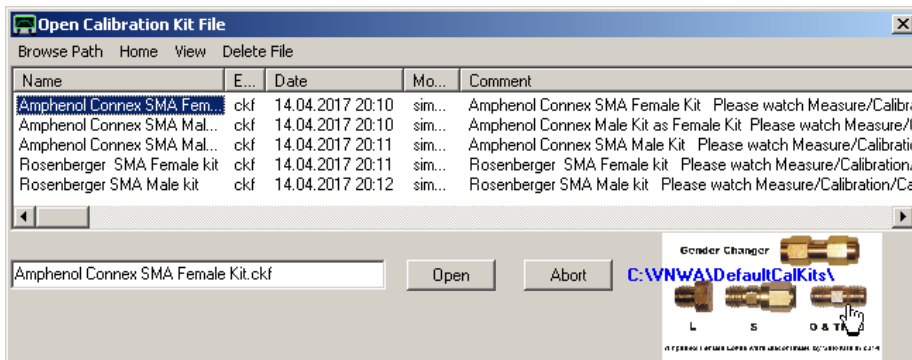 Open Calibration Kit File
Browse Path Home View Delete File
Name E... Date Mo... Comment
Amphenol Connex SMA Fem... ckf 14.04.2017 20:10 sim... Amphenol Connex SMA Female Kit Please watch Measure/Calibra
Amphenol Connex SMA Mal... ckf 14.04.2017 20:10 sim... Amphenol Connex Male Kit as Female Kit Please watch Measure/
Amphenol Connex SMA Mal... ckf 14.04.2017 20:11 sim... Amphenol Connex SMA Male Kit Please watch Measure/Calibratio
Rosenberger SMA Female kit ckf 14.04.2017 20:11 sim... Rosenberger SMA Female kit Please watch Measure/Calibration/
Rosenberger SMA Male kit ckf 14.04.2017 20:12 sim... Rosenberger SMA Male kit Please watch Measure/Calibration/Ca
Gender Changer
Amphenol Connex SMA Female Kit.ckf Open Abort C:\VNWA\DefaultCalKits\
L S O & T